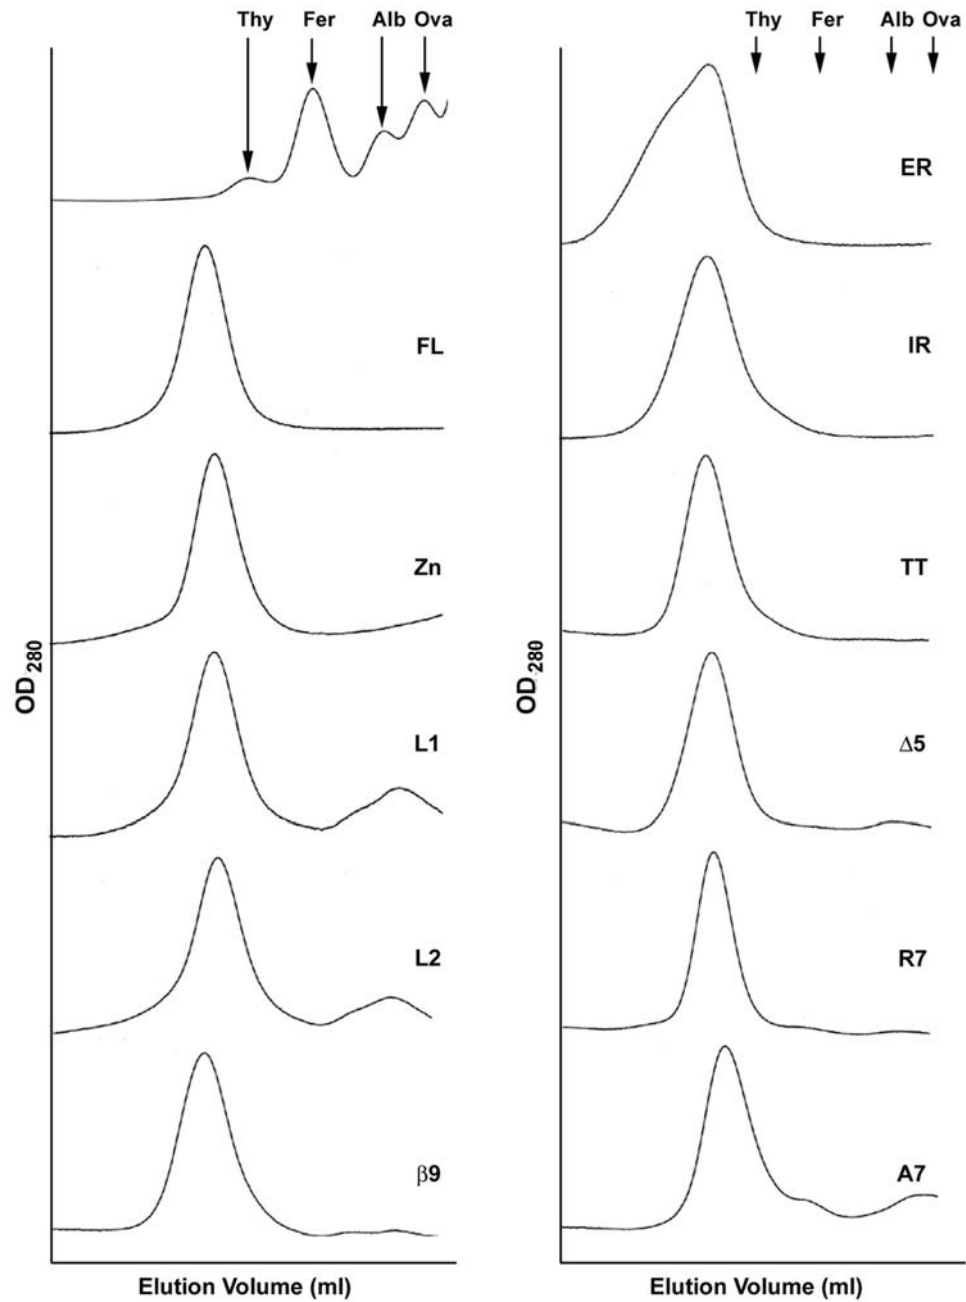 Thy Fer Alb Ova
FL
Zn
L1
L2
β9
OD280
Elution Volume (ml)
Thy Fer Alb Ova
ER
IR
TT
Δ5
R7
A7
OD280
Elution Volume (ml)